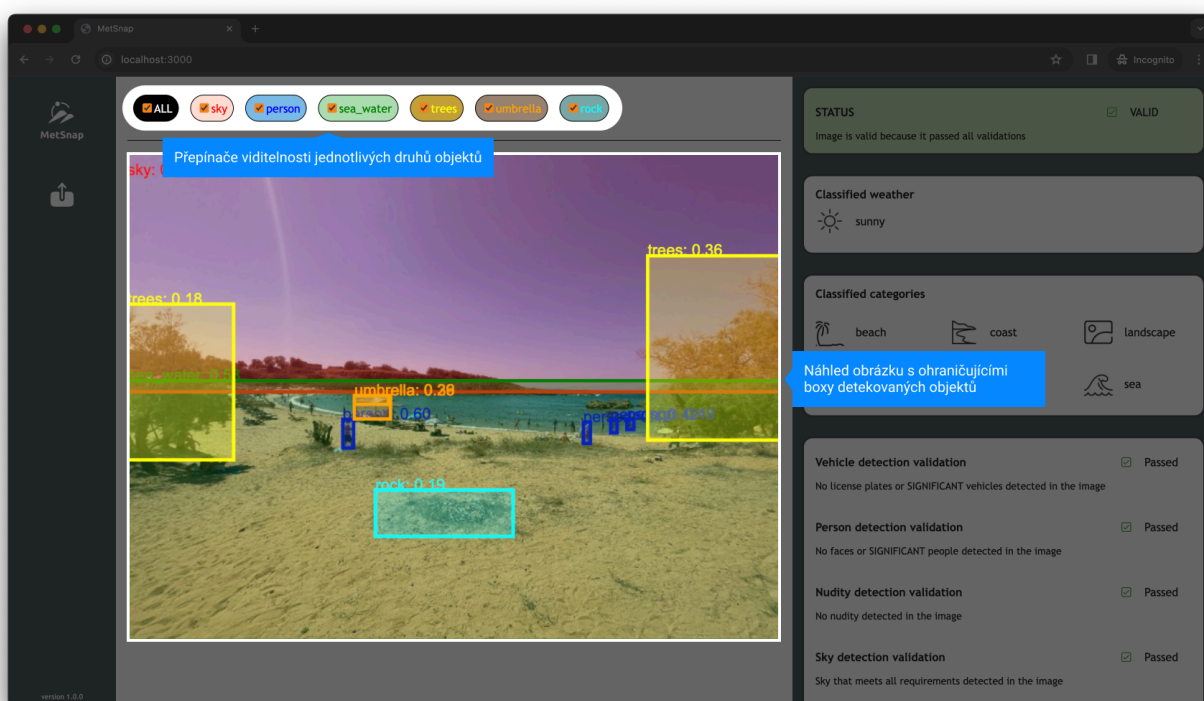 MetSnap
localhost:3000
Incognito
MetSnap
version 1.0.0
ALL
sky
person
sea_water
trees
umbrella
rock
Přepínače viditelnosti jednotlivých druhů objektů
sky:
trees: 0.36
trees: 0.18
person: 0.60
rock: 0.19
Náhled obrázku s ohraničujícími
boxy detekovaných objektů
STATUS
VALID
Image is valid because it passed all validations
Classified weather
sunny
Classified categories
beach
coast
landscape
sea
Vehicle detection validation
Passed
No license plates or SIGNIFICANT vehicles detected in the image
Person detection validation
Passed
No faces or SIGNIFICANT people detected in the image
Nudity detection validation
Passed
No nudity detected in the image
Sky detection validation
Passed
Sky that meets all requirements detected in the image